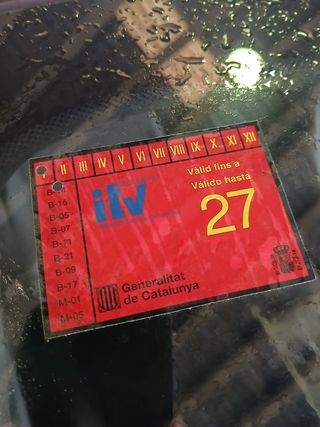 II III IV V VI VII VIII IX X XI XII
B-16
B-05
B-07
B-11
B-21
B-09
B-17
M-01
M-05
itv
Vàlid fins a
Válido hasta
27
Generalitat
de Catalunya